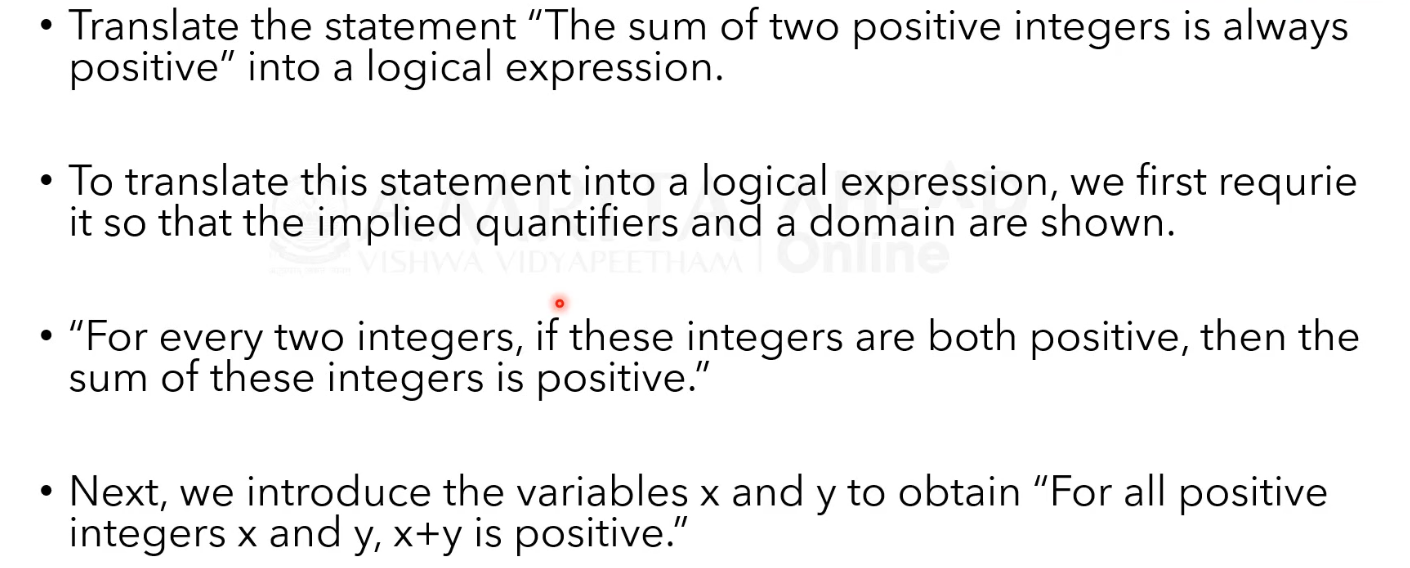 • Translate the statement “The sum of two positive integers is always
positive” into a logical expression.
• To translate this statement into a logical expression, we first requrie
it so that the implied quantifiers and a domain are shown.
AMRITA AHEAD
VISHWA VIDYAPEETHAM Online
• “For every two integers, if these integers are both positive, then the
sum of these integers is positive.”
• Next, we introduce the variables x and y to obtain “For all positive
integers x and y, x+y is positive.”